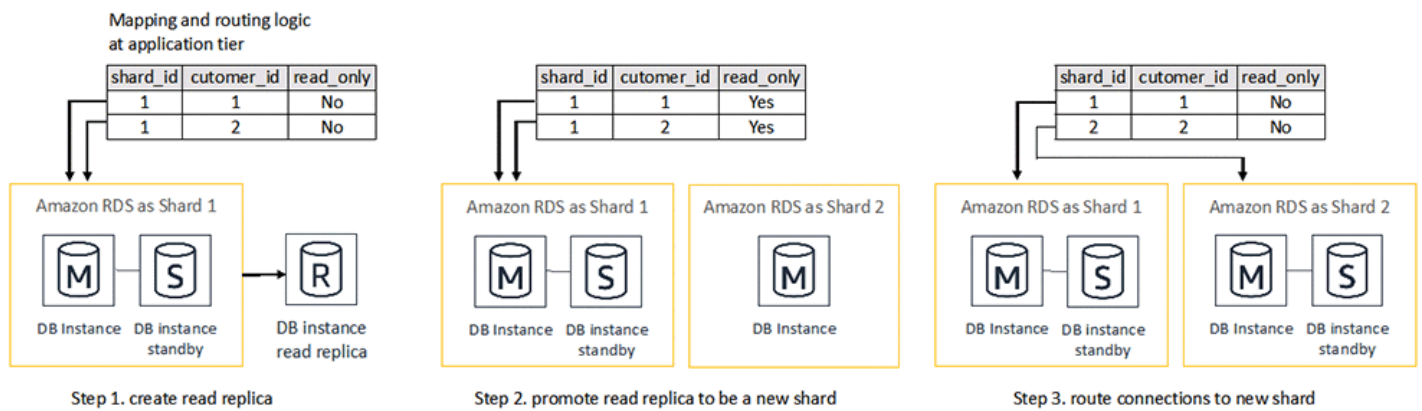 Mapping and routing logic
at application tier
shard_id cutomer_id read_only
1 1 No
1 2 No
Amazon RDS as Shard 1
M S R
DB Instance
DB instance
standby
DB instance
read replica
Step 1. create read replica
shard_id cutomer_id read_only
1 1 Yes
1 2 Yes
Amazon RDS as Shard 1
M S
DB Instance
DB instance
standby
Amazon RDS as Shard 2
M
DB Instance
Step 2. promote read replica to be a new shard
shard_id cutomer_id read_only
1 1 No
2 2 No
Amazon RDS as Shard 1
M S
DB Instance
DB instance
standby
Amazon RDS as Shard 2
M S
DB Instance
DB instance
standby
Step 3. route connections to new shard